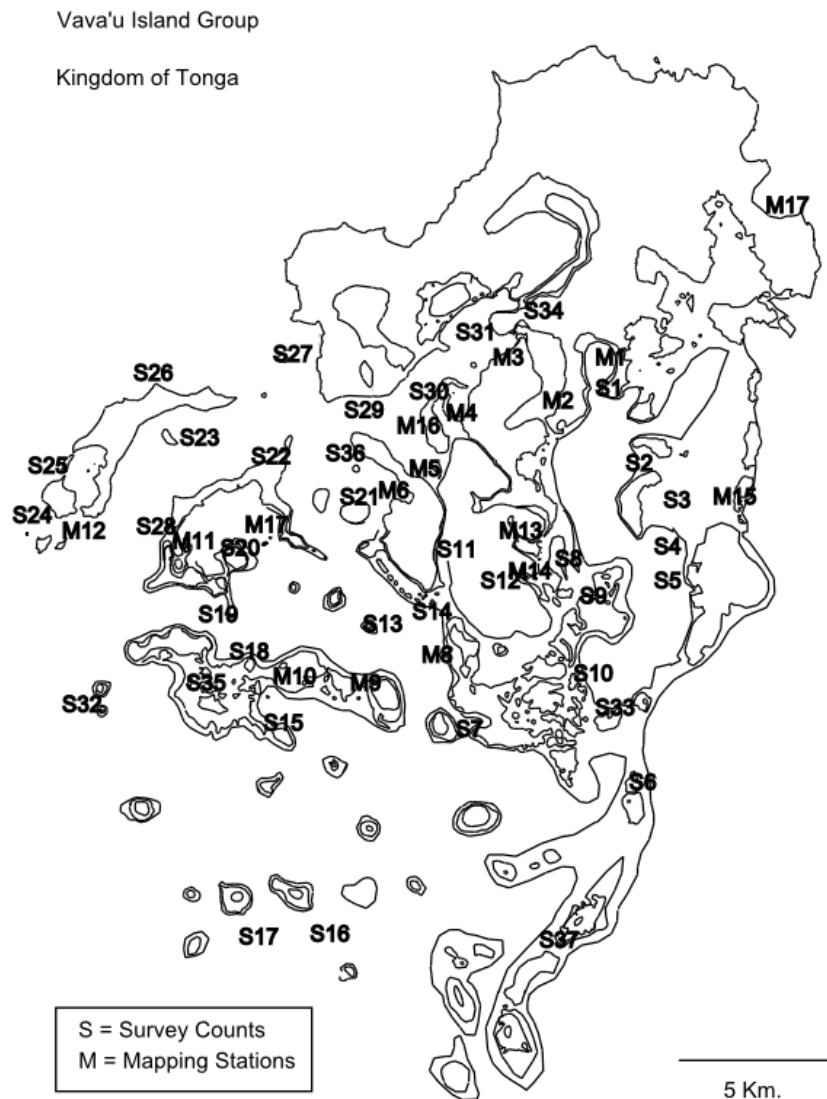 Vava'u Island Group
Kingdom of Tonga
M17
S34
S31
M3
M1
S27
S26
S1
S30
M2
S29
M4
M16
S23
S36
S22
S2
S25
M5
M6
S21
S3
M15
S24
M12
S28
M17
M13
M11
S20
S11
S4
M14
S8
S12
S5
S9
S19
S14
S13
S18
M8
S10
M10
S35
M9
S32
S33
S15
S7
S6
S17
S16
S37
S = Survey Counts
M = Mapping Stations
5 Km.